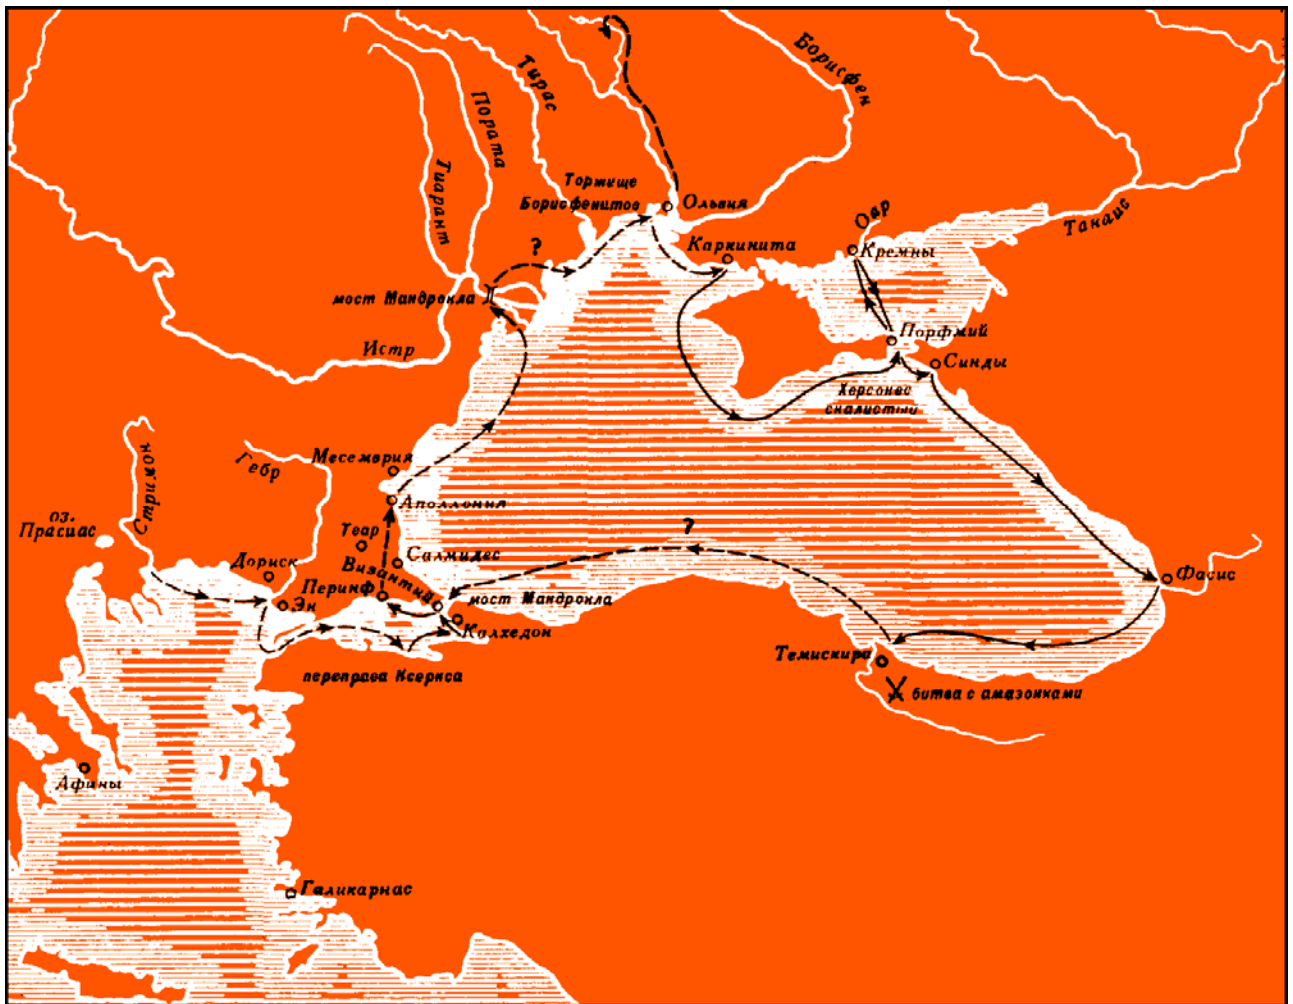 Борисфен
Тирас
Пората
Тиарант
Торжище
Борисфенитов
Ольвия
Каркинита
Оар
Кремны
Танаис
?
мост Мандрокла
Истр
Порфмий
Синды
Херсонес
скалистый
Стримон
Гебр
Месемврия
Аполлония
оз.
Прасиас
Теар
Салмидес
?
Дориск
Византий
Перинф
Эн
мост Мандрокла
Калхедон
Фасис
переправа Ксеркса
Темискира
битва с амазонками
Афины
Галикарнас